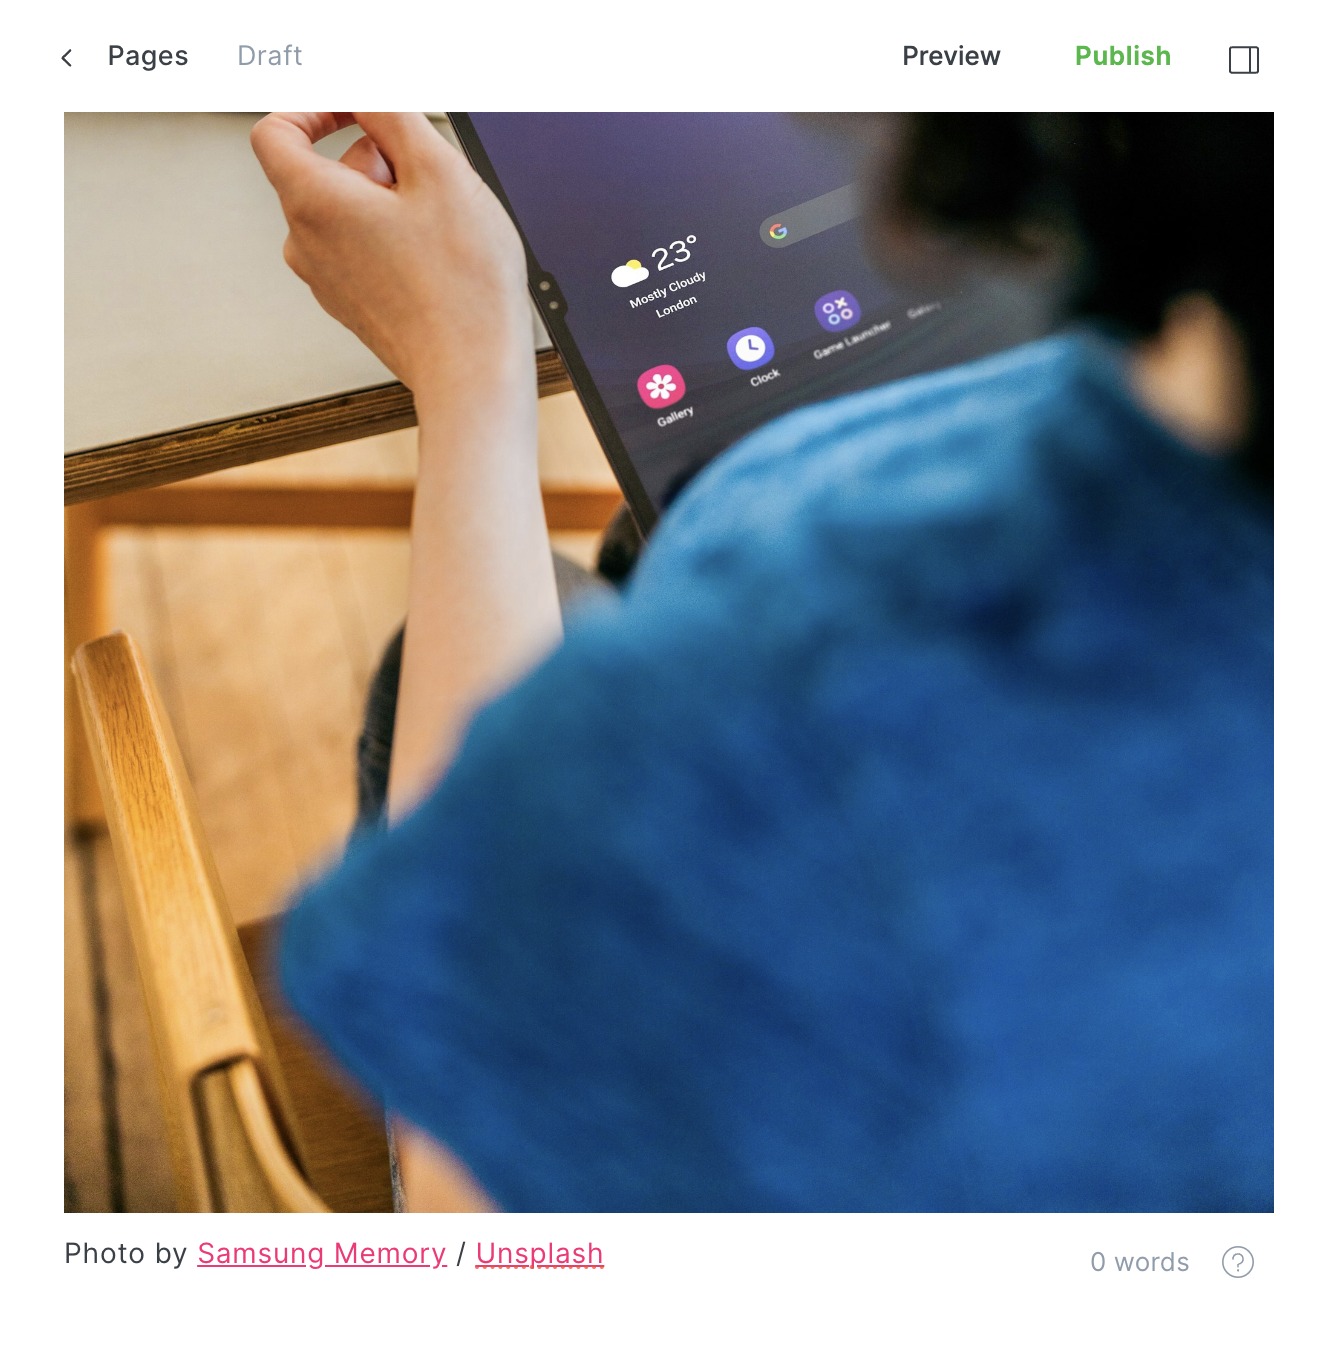 Pages Draft Preview Publish
23°
Mostly Cloudy
London
Gallery
Clock
Game Launcher
Photo by Samsung Memory / Unsplash
0 words